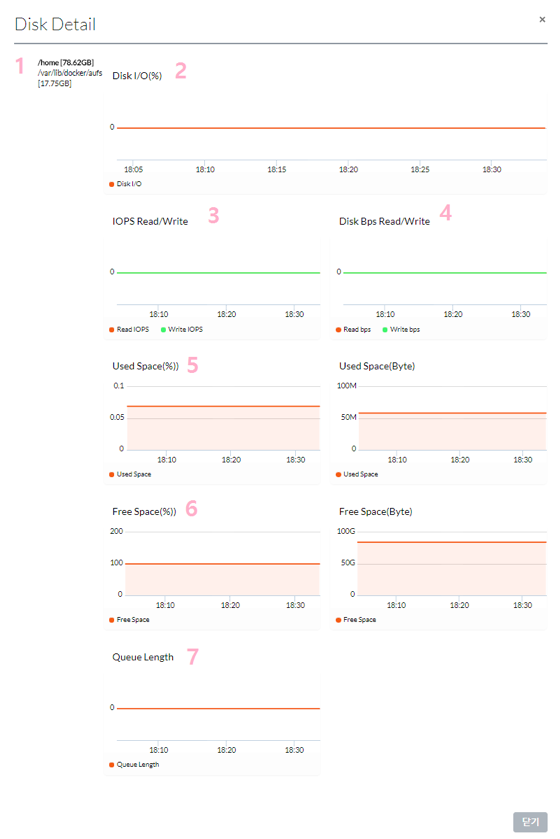 Disk Detail
×
1
/home [78.62GB]
/var/lib/docker/aufs
[17.75GB]
Disk I/O(%)
2
0
18:05 18:10 18:15 18:20 18:25 18:30
Disk I/O
IOPS Read/Write
3
0
18:10 18:20 18:30
Read IOPS Write IOPS
Disk Bps Read/Write
4
0
18:10 18:20 18:30
Read bps Write bps
Used Space(%))
5
0.1
0.05
0
18:10 18:20 18:30
Used Space
Used Space(Byte)
100M
50M
0
18:10 18:20 18:30
Used Space
Free Space(%))
6
200
100
0
18:10 18:20 18:30
Free Space
Free Space(Byte)
100G
50G
0
18:10 18:20 18:30
Free Space
Queue Length
7
0
18:10 18:20 18:30
Queue Length
닫기